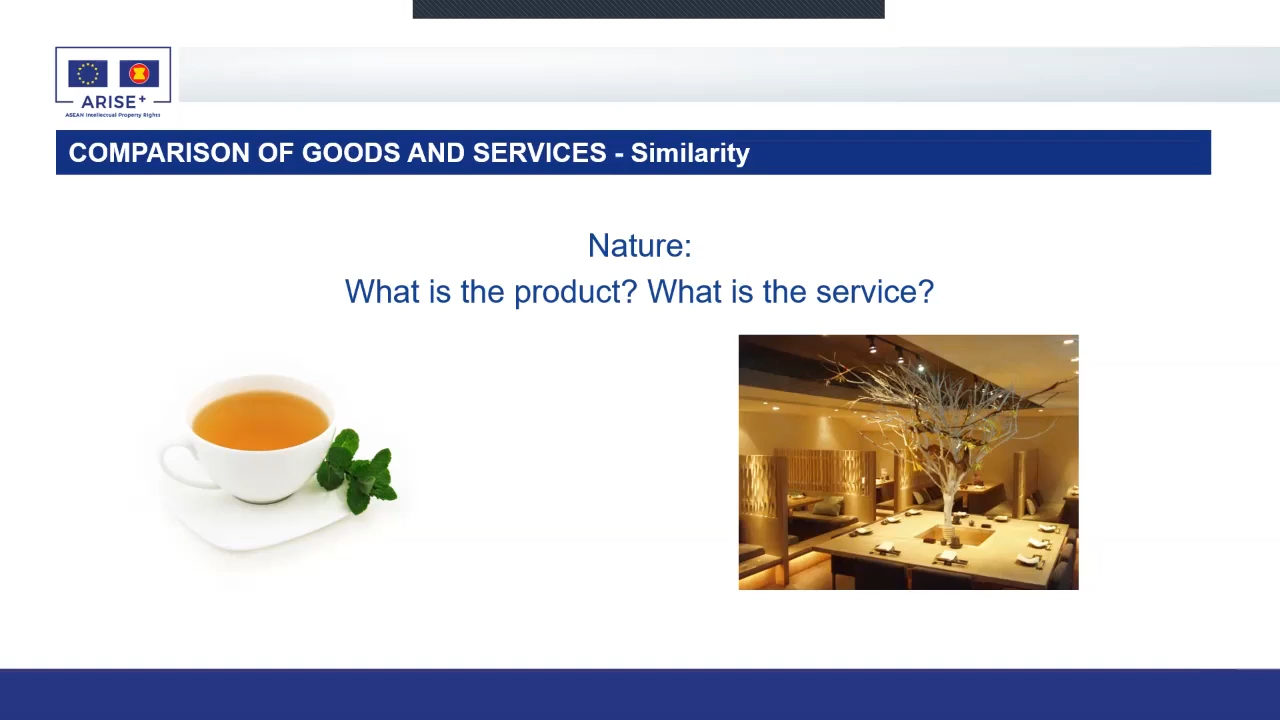 ARISE+
ASEAN Intellectual Property Rights
COMPARISON OF GOODS AND SERVICES - Similarity
Nature:
What is the product? What is the service?